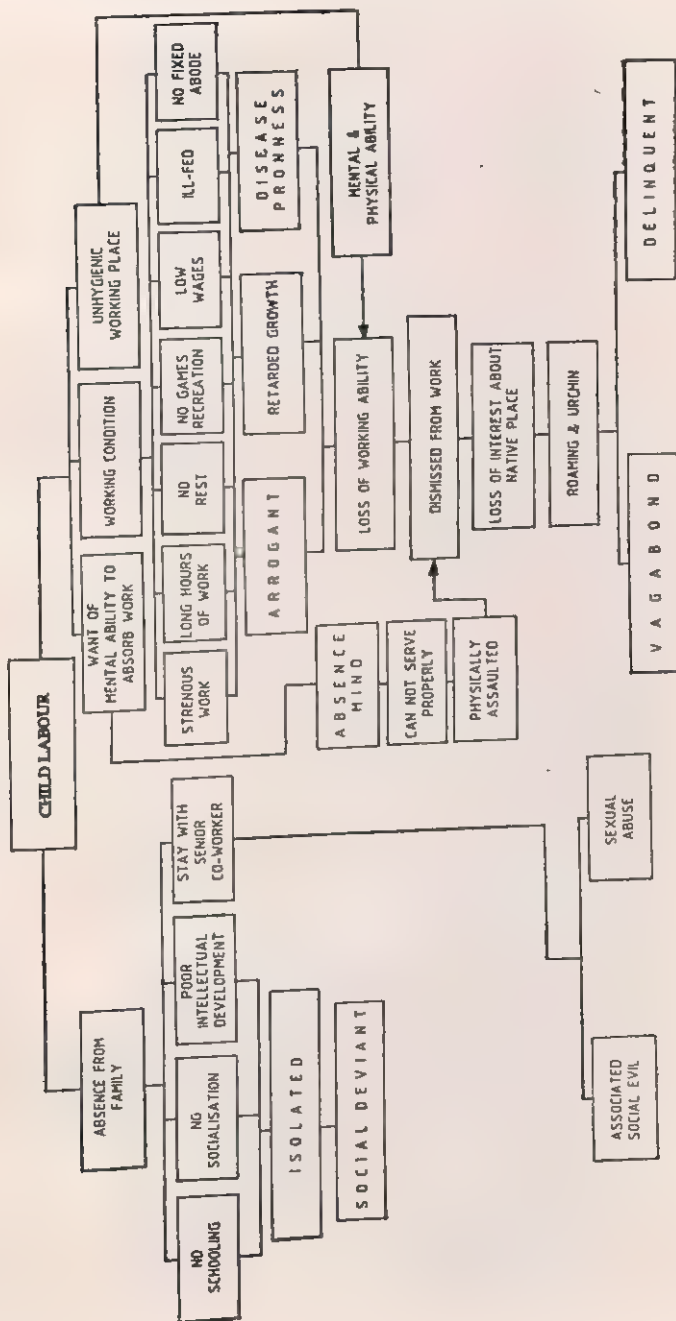 CHILD LABOUR
ABSENCE FROM
FAMILY
WANT OF
MENTAL ABILITY TO
ABSORB WORK
WORKING CONDITION
UNHYGIENIC
WORKING PLACE
NO
SCHOOLING
NG
SOCIALISATION
POOR
INTELLECTUAL
DEVELOPMENT
STAY WITH
SENIOR
CO-WORKER
STRENOUS
WORK
LONG HOURS
OF WORK
NO
REST
NO GAMES
RECREATION
LOW
WAGES
ILL-FED
NO FIXED
ABODE
ISOLATED
ARROGANT
RETARDED GROWTH
DISEASE
PRONNESS
SOCIAL DEVIANT
ABSENCE
MIND
LOSS OF WORKING ABILITY
MENTAL &
PHYSICAL ABILITY
CAN NOT SERVE
PROPERLY
DISMISSED FROM WORK
PHYSICALLY
ASSAULTED
LOSS OF INTEREST ABOUT
NATIVE PLACE
ROAMING & URCHIN
ASSOCIATED
SOCIAL EVIL
SEXUAL
ABUSE
VAGABOND
DELINQUENT